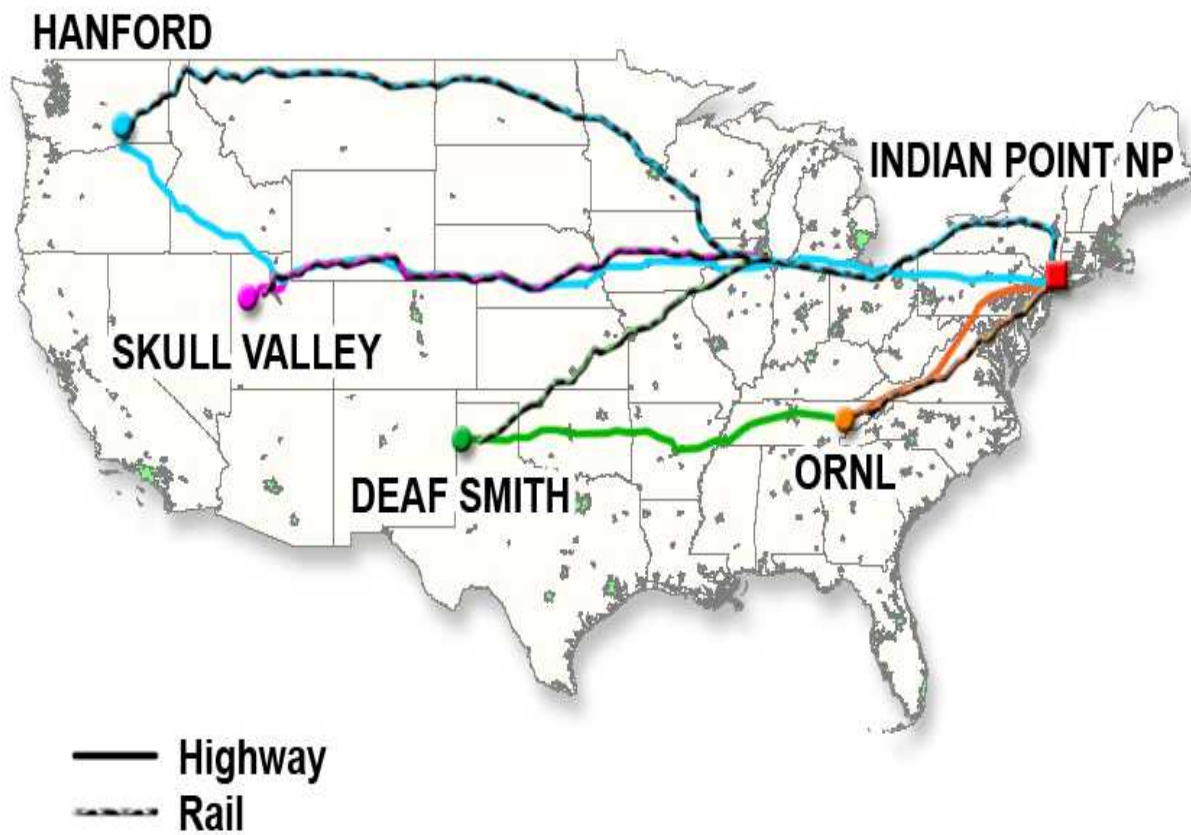 HANFORD
INDIAN POINT NP
SKULL VALLEY
DEAF SMITH
ORNL
Highway
Rail